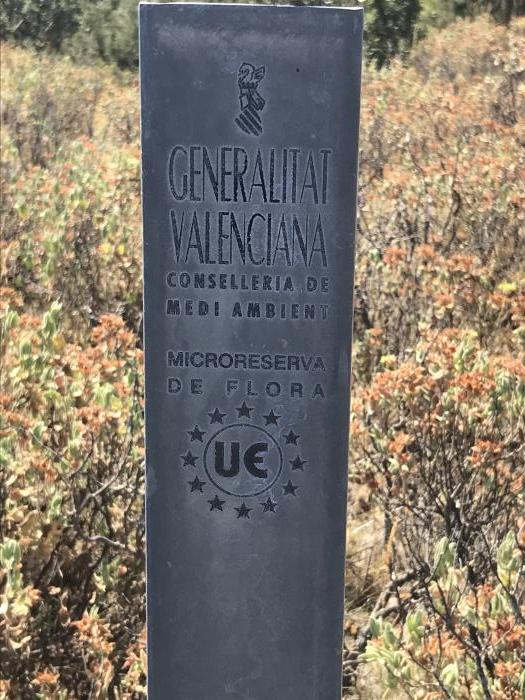 GENERALITAT
VALENCIANA
CONSELLERIA DE
MEDI AMBIENT
MICRORESERVA
DE FLORA
UE